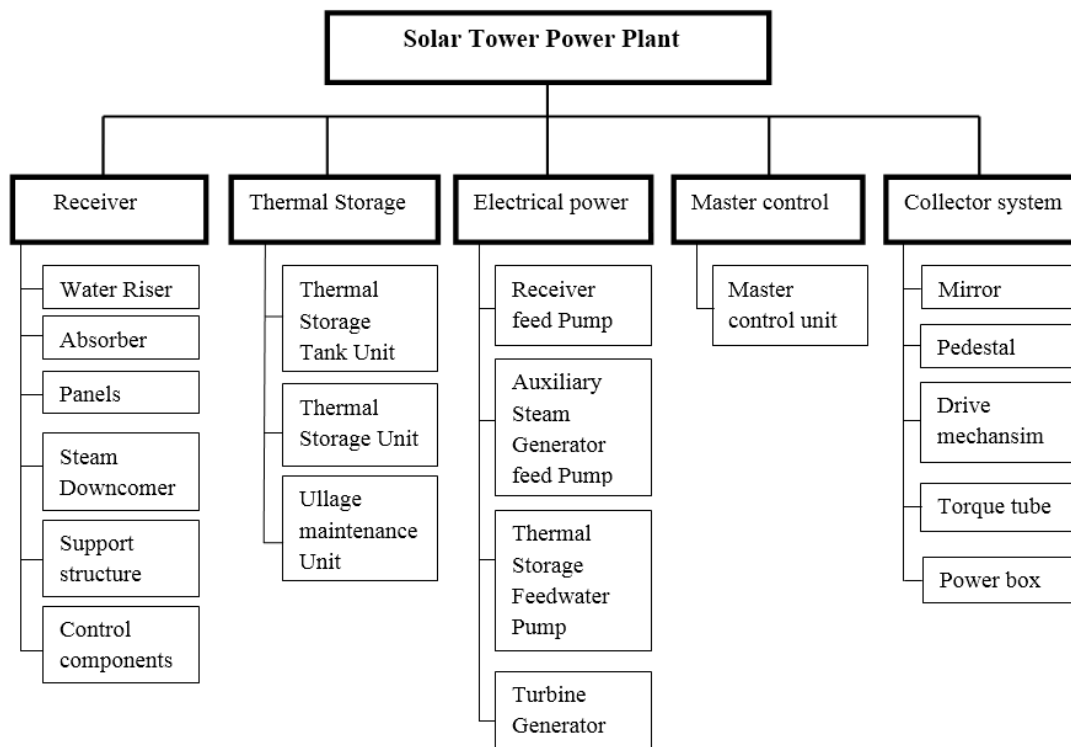 Solar Tower Power Plant
Receiver
Thermal Storage
Electrical power
Master control
Collector system
Water Riser
Absorber
Panels
Steam
Downcomer
Support
structure
Control
components
Thermal
Storage
Tank Unit
Thermal
Storage Unit
Ullage
maintenance
Unit
Receiver
feed Pump
Auxiliary
Steam
Generator
feed Pump
Thermal
Storage
Feedwater
Pump
Turbine
Generator
Master
control unit
Mirror
Pedestal
Drive
mechansim
Torque tube
Power box